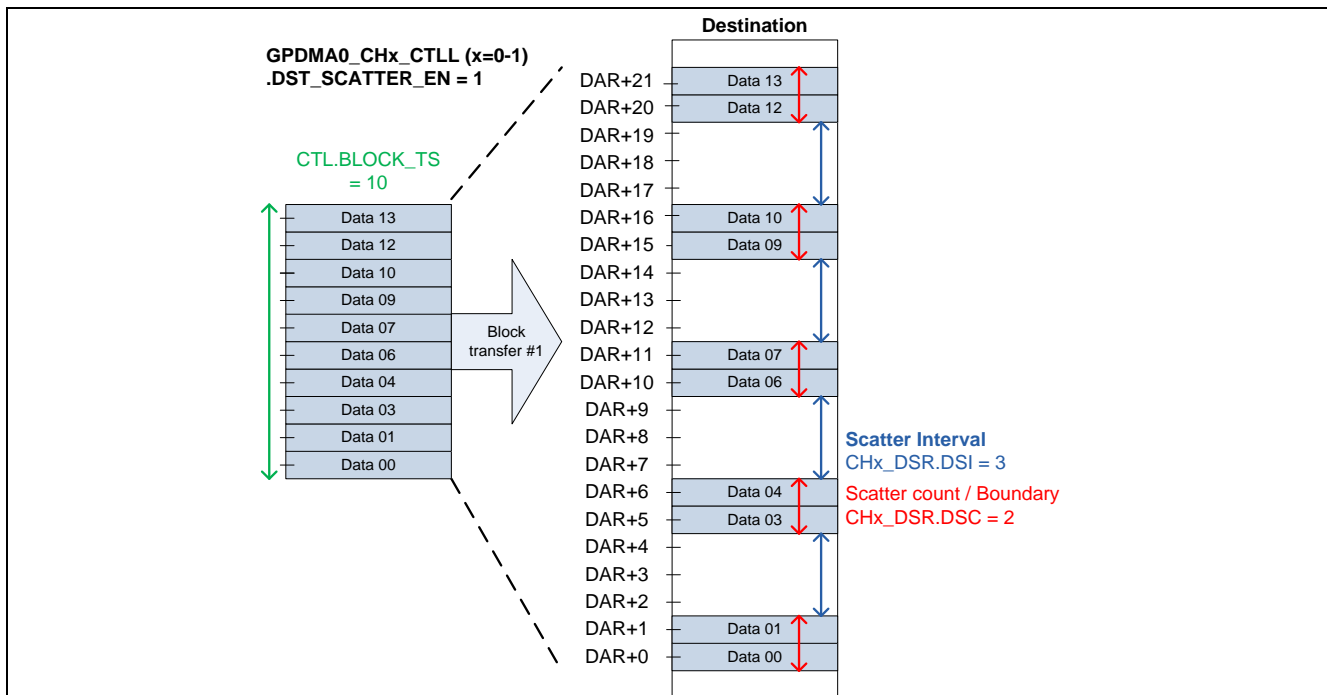 Destination
GPDMA0_CHx_CTLL (x=0-1)
.DST_SCATTER_EN = 1
CTL.BLOCK_TS
= 10
Data 13
Data 12
Data 10
Data 09
Data 07
Data 06
Data 04
Data 03
Data 01
Data 00
Block
transfer #1
DAR+21
DAR+20
DAR+19
DAR+18
DAR+17
DAR+16
DAR+15
DAR+14
DAR+13
DAR+12
DAR+11
DAR+10
DAR+9
DAR+8
DAR+7
DAR+6
DAR+5
DAR+4
DAR+3
DAR+2
DAR+1
DAR+0
Data 13
Data 12
Data 10
Data 09
Data 07
Data 06
Data 04
Data 03
Data 01
Data 00
Scatter Interval
CHx_DSR.DSI = 3
Scatter count / Boundary
CHx_DSR.DSC = 2